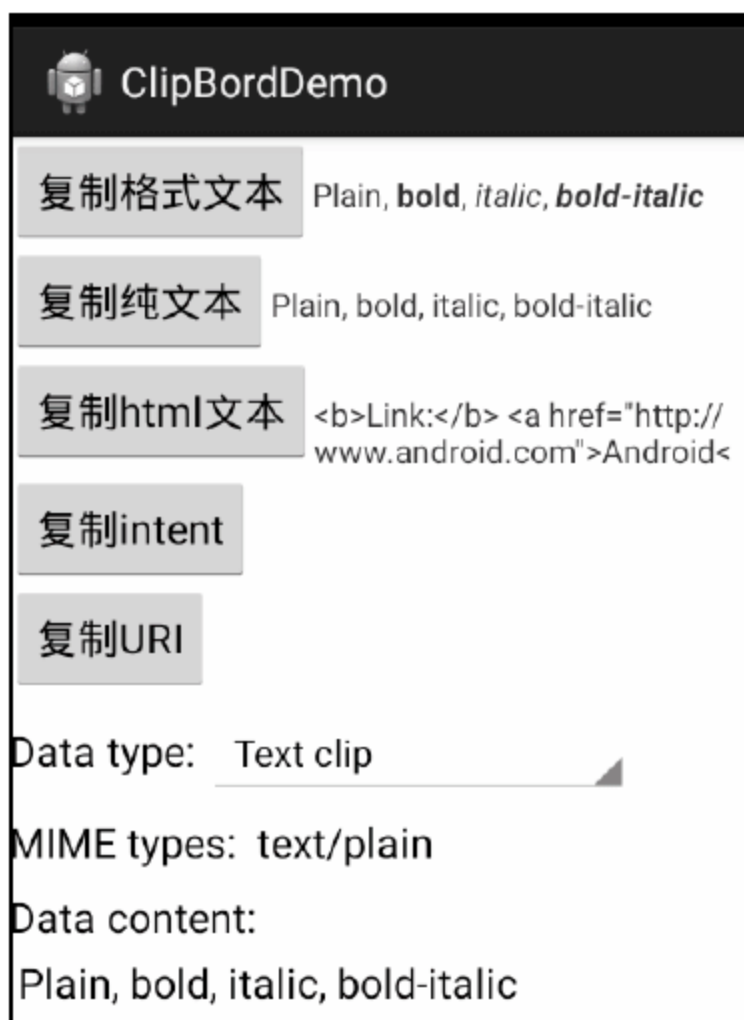 ClipBordDemo
复制格式文本 Plain, bold, italic, bold-italic
复制纯文本 Plain, bold, italic, bold-italic
复制html文本 <b>Link:</b> <a href="http://
www.android.com">Android<
复制intent
复制URI
Data type: Text clip
MIME types: text/plain
Data content:
Plain, bold, italic, bold-italic